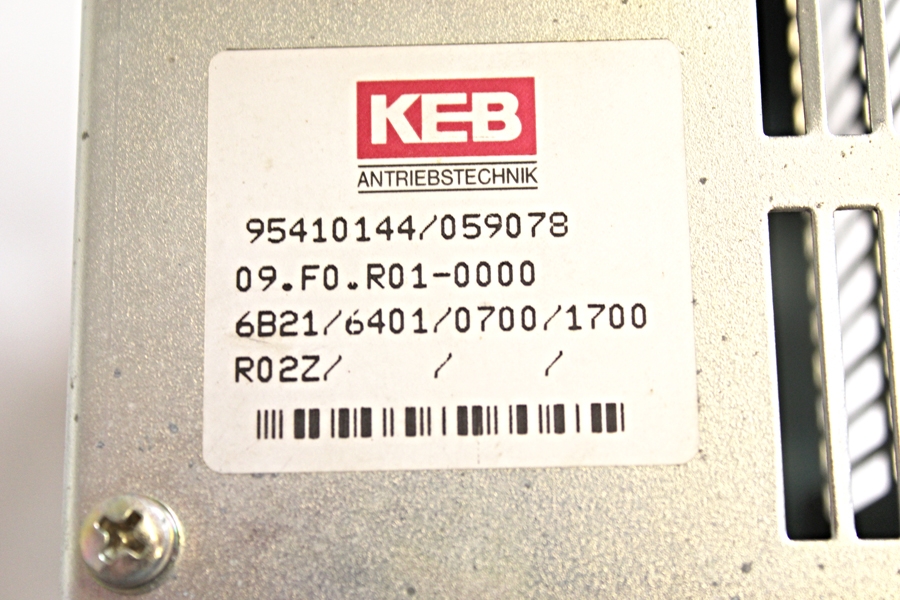 KEB
ANTRIEBSTECHNIK
95410144/059078
09.F0.R01-0000
6B21/6401/0700/1700
R02Z/ / /